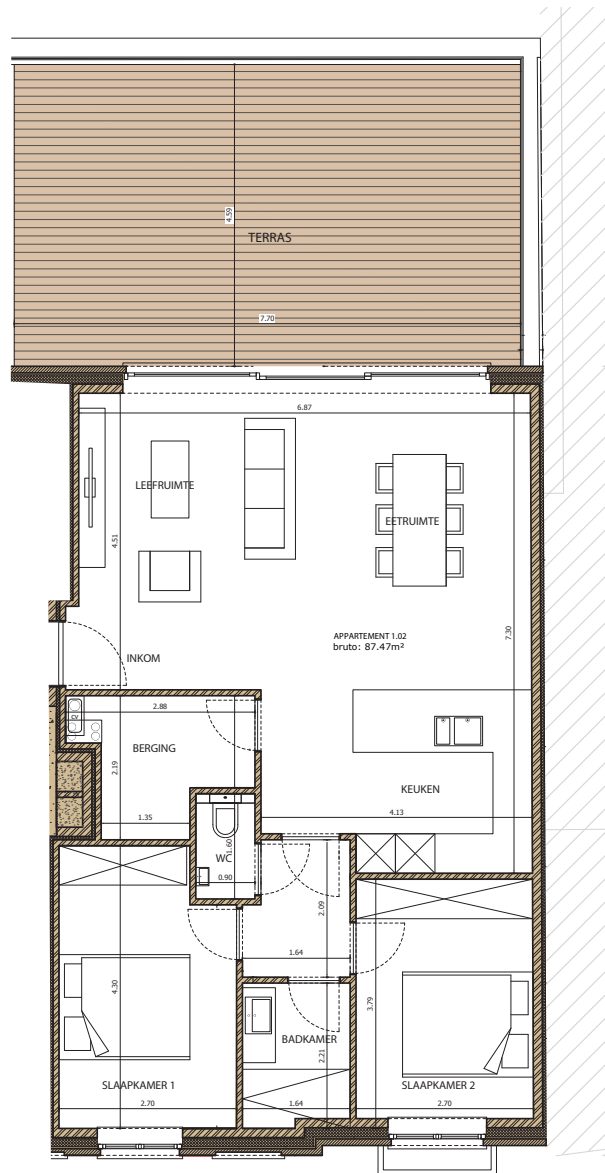 4.59
TERRAS
7.70
6.87
LEEFRUIMTE
EETRUIMTE
4.51
7.30
APPARTEMENT 1.02
bruto: 87.47m²
INKOM
2.88
CV
BERGING
2.19
KEUKEN
1.35
4.13
1.60
WC
0.90
2.09
1.64
4.30
3.79
BADKAMER
2.21
SLAAPKAMER 1
SLAAPKAMER 2
2.70
1.64
2.70